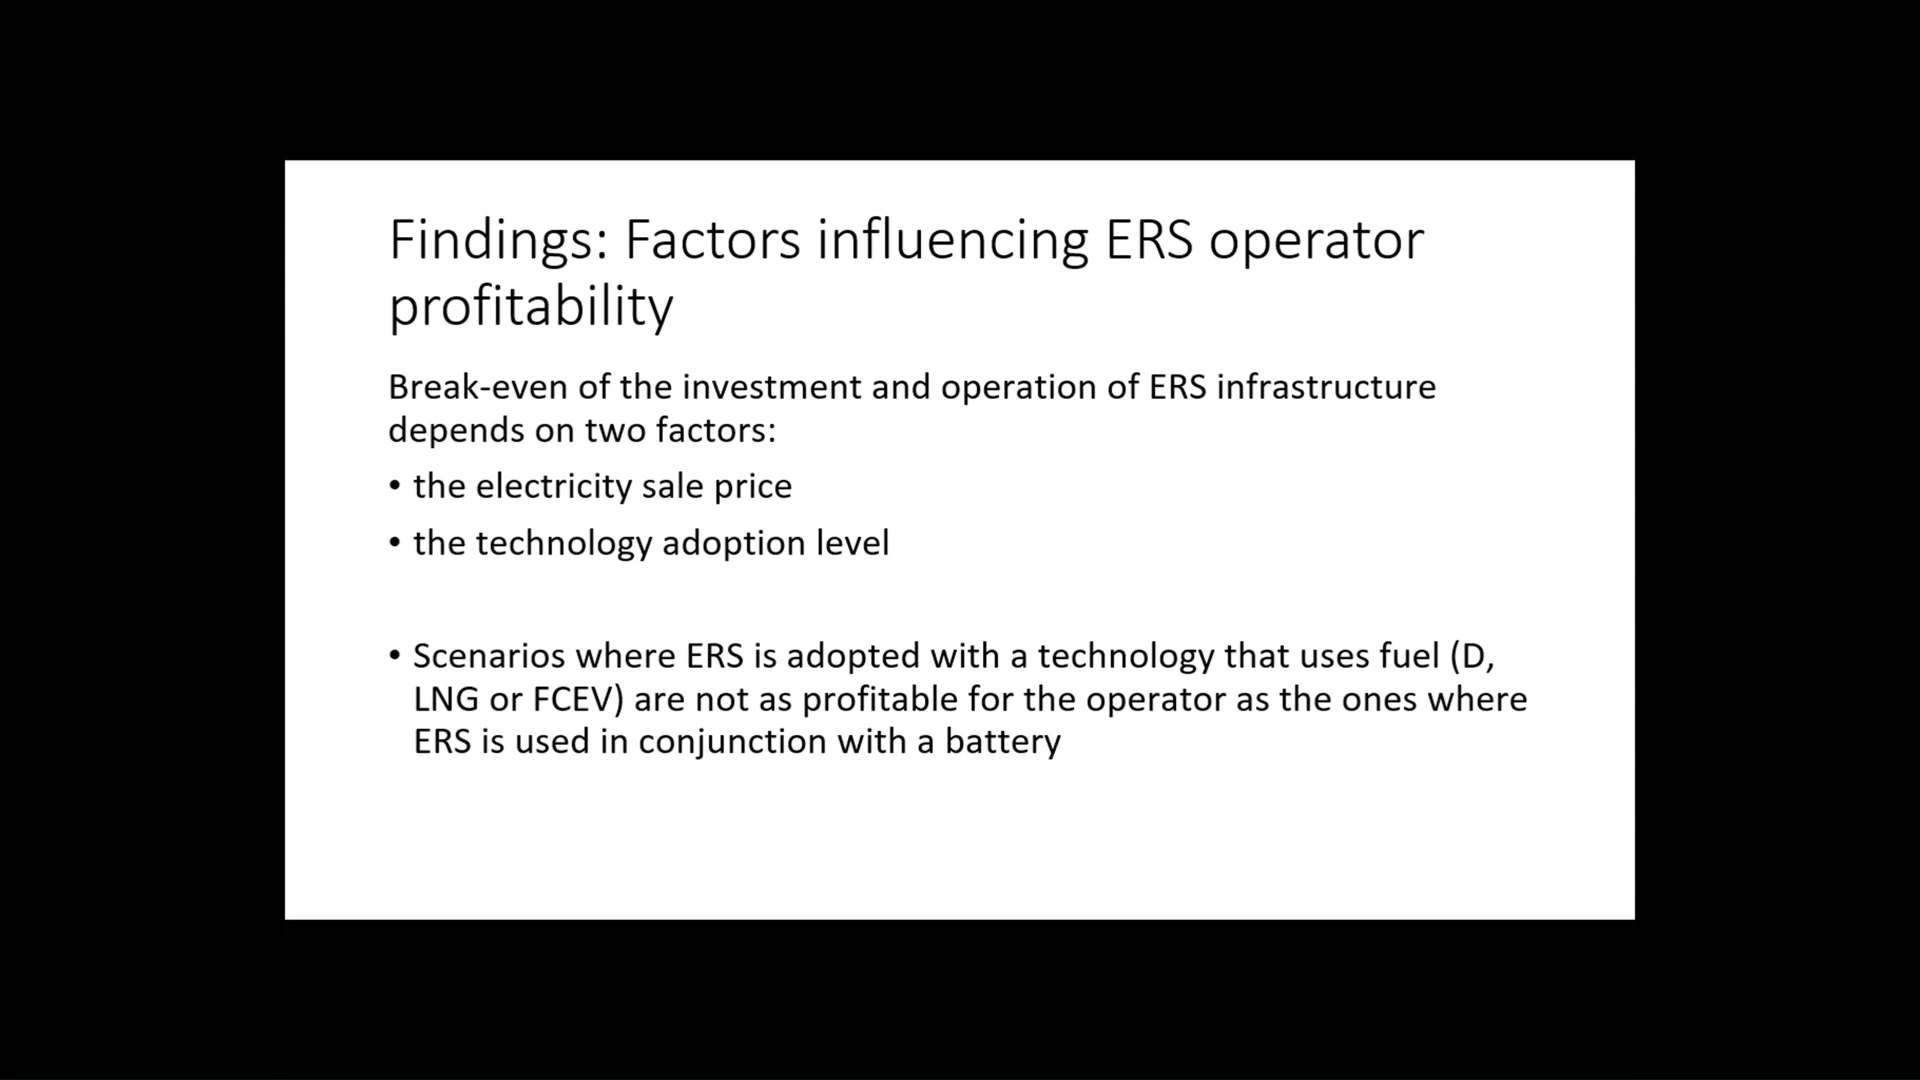 Findings: Factors influencing ERS operator
profitability
Break-even of the investment and operation of ERS infrastructure
depends on two factors:
• the electricity sale price
• the technology adoption level
• Scenarios where ERS is adopted with a technology that uses fuel (D,
LNG or FCEV) are not as profitable for the operator as the ones where
ERS is used in conjunction with a battery